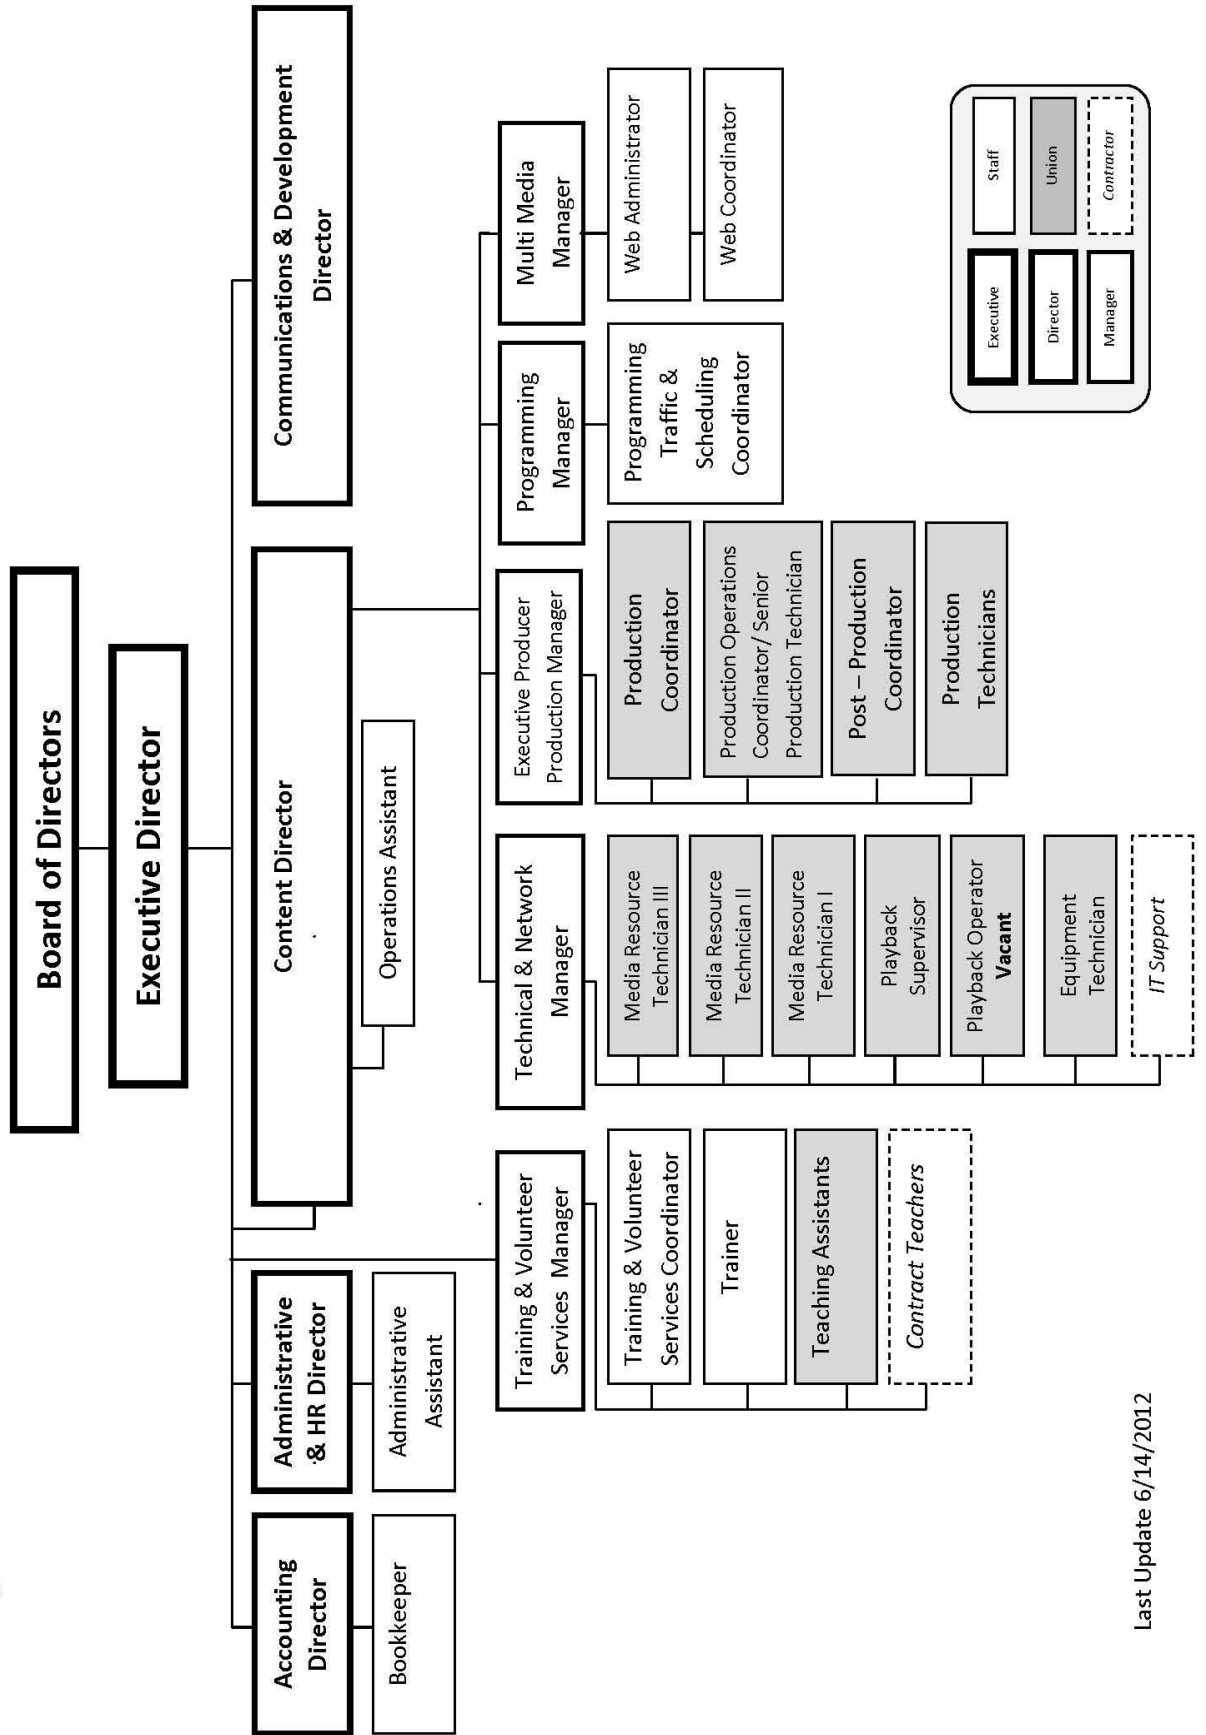 Board of Directors
Executive Director
Accounting
Director
Administrative
& HR Director
Content Director
Communications & Development
Director
Bookkeeper
Administrative
Assistant
Operations Assistant
Training & Volunteer
Services Manager
Technical & Network
Manager
Executive Producer
Production Manager
Programming
Manager
Multi Media
Manager
Training & Volunteer
Services Coordinator
Trainer
Teaching Assistants
Contract Teachers
Media Resource
Technician III
Media Resource
Technician II
Media Resource
Technician I
Playback
Supervisor
Playback Operator
Vacant
Equipment
Technician
IT Support
Production
Coordinator
Production Operations
Coordinator/ Senior
Production Technician
Post – Production
Coordinator
Production
Technicians
Programming
Traffic &
Scheduling
Coordinator
Web Administrator
Web Coordinator
Executive
Staff
Director
Union
Manager
Contractor
Last Update 6/14/2012